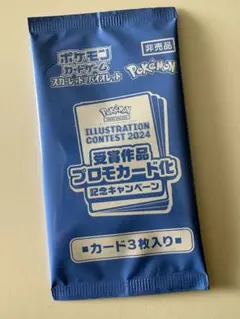 ポケモン
カードゲーム
スカーレット&バイオレット
非売品
POKÉMON
Pokémon
ILLUSTRATION
CONTEST 2024
受賞作品
プロモカード化
記念キャンペーン
■カード3枚入り■